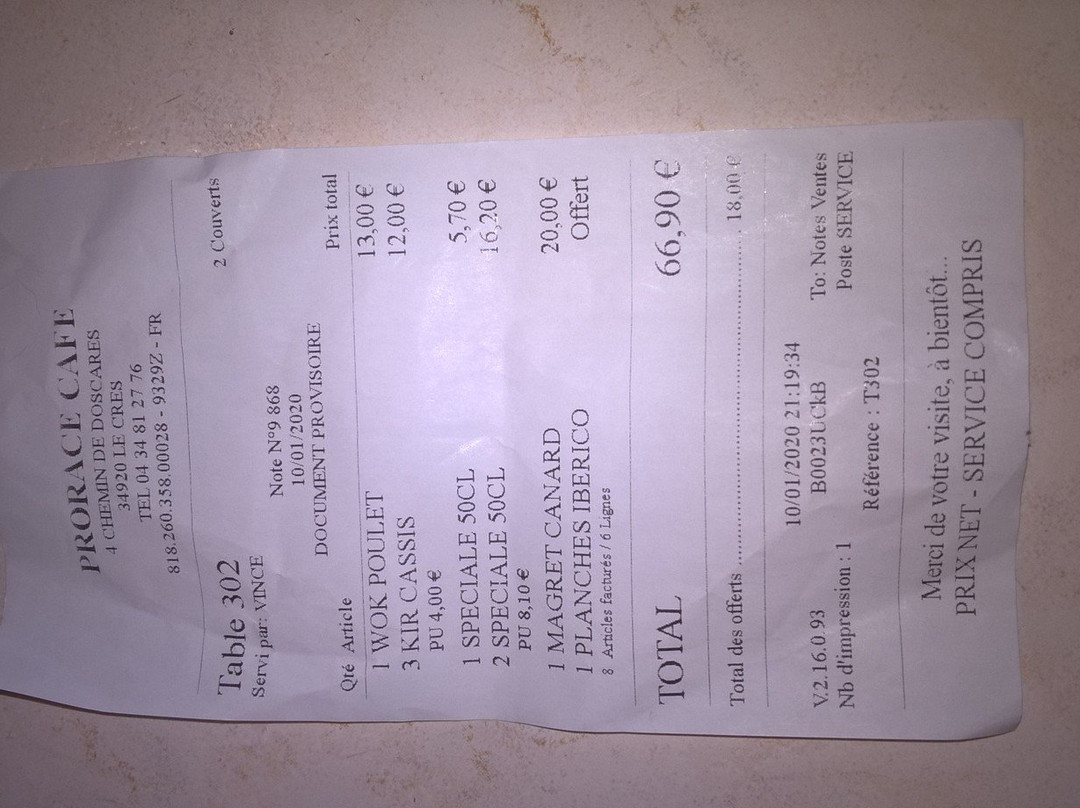 PRORACE CAFE
4 CHEMIN DE DOSCARES
34920 LE CRES
TEL 04 34 81 27 76
818.260.358.00028 - 9329Z - FR
Table 302 2 Couverts
Servi par: VINCE
Note N°9 868
10/01/2020
DOCUMENT PROVISOIRE
Qté Article Prix total
1 WOK POULET 13,00 €
3 KIR CASSIS 12,00 €
PU 4,00 €
1 SPECIALE 50CL 5,70 €
2 SPECIALE 50CL 16,20 €
PU 8,10 €
1 MAGRET CANARD 20,00 €
1 PLANCHES IBERICO Offert
8 Articles facturés / 6 Lignes
TOTAL 66,90 €
Total des offerts ........................................ 18,00 €
10/01/2020 21:19:34
V.2.16.0.93 B0023UCkB To: Notes Ventes
Nb d'impression : 1 Poste SERVICE
Référence : T302
Merci de votre visite, à bientôt...
PRIX NET - SERVICE COMPRIS